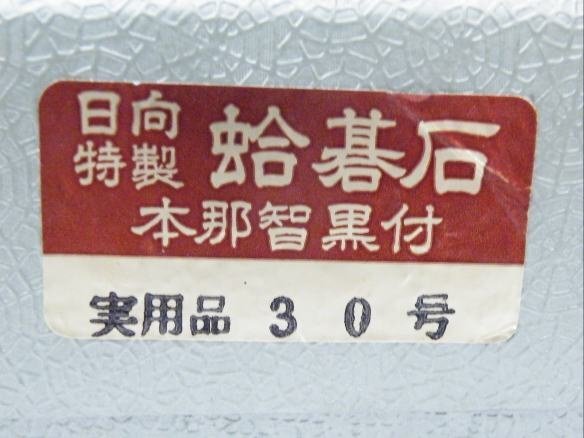 日向
特製
蛤碁石
本那智黒付
実用品 30号